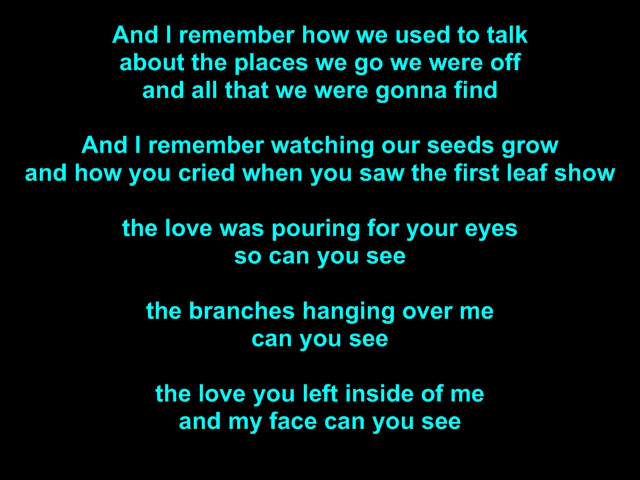 And I remember how we used to talk
about the places we go we were off
and all that we were gonna find
And I remember watching our seeds grow
and how you cried when you saw the first leaf show
the love was pouring for your eyes
so can you see
the branches hanging over me
can you see
the love you left inside of me
and my face can you see